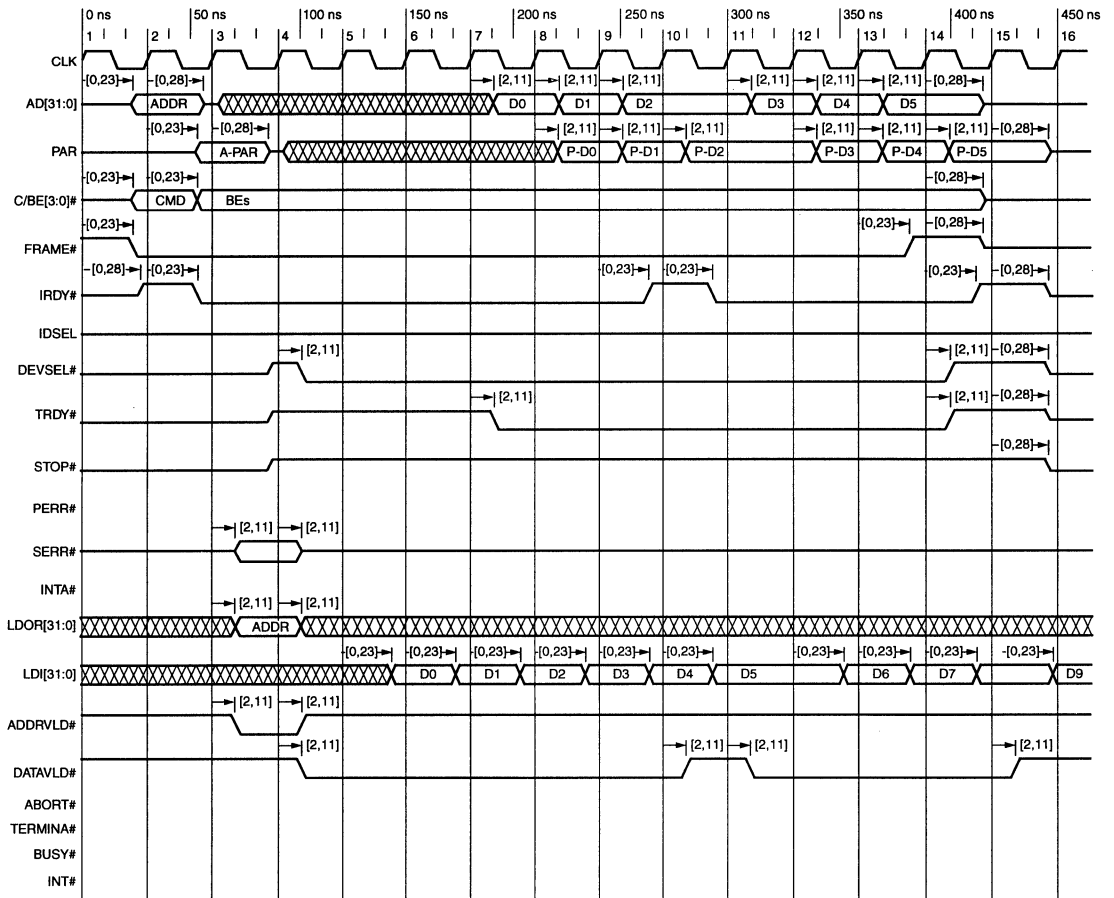 0 ns 50 ns 100 ns 150 ns 200 ns 250 ns 300 ns 350 ns 400 ns 450 ns
1 2 3 4 5 6 7 8 9 10 11 12 13 14 15 16
CLK
[0,23] [0,28] [2,11] [2,11] [2,11] [2,11] [2,11] [2,11] [0,28]
AD[31:0] ADDR D0 D1 D2 D3 D4 D5
[0,23] [0,28] [2,11] [2,11] [2,11] [2,11] [2,11] [2,11] [0,28]
PAR A-PAR P-D0 P-D1 P-D2 P-D3 P-D4 P-D5
[0,23] [0,23] [0,28]
C/BE[3:0]# CMD BEs
[0,23] [0,23] [0,28]
FRAME#
[0,28] [0,23] [0,23] [0,23] [0,23] [0,28]
IRDY#
IDSEL
[2,11] [2,11] [0,28]
DEVSEL#
[2,11] [2,11] [0,28]
TRDY#
[0,28]
STOP#
PERR#
[2,11] [2,11]
SERR#
INTA#
[2,11] [2,11]
LDOR[31:0] ADDR
[0,23] [0,23] [0,23] [0,23] [0,23] [0,23] [0,23] [0,23] [0,23] [0,23]
LDI[31:0] D0 D1 D2 D3 D4 D5 D6 D7 D9
[2,11] [2,11]
ADDRVLD#
[2,11] [2,11] [2,11] [2,11]
DATAVLD#
ABORT#
TERMINA#
BUSY#
INT#